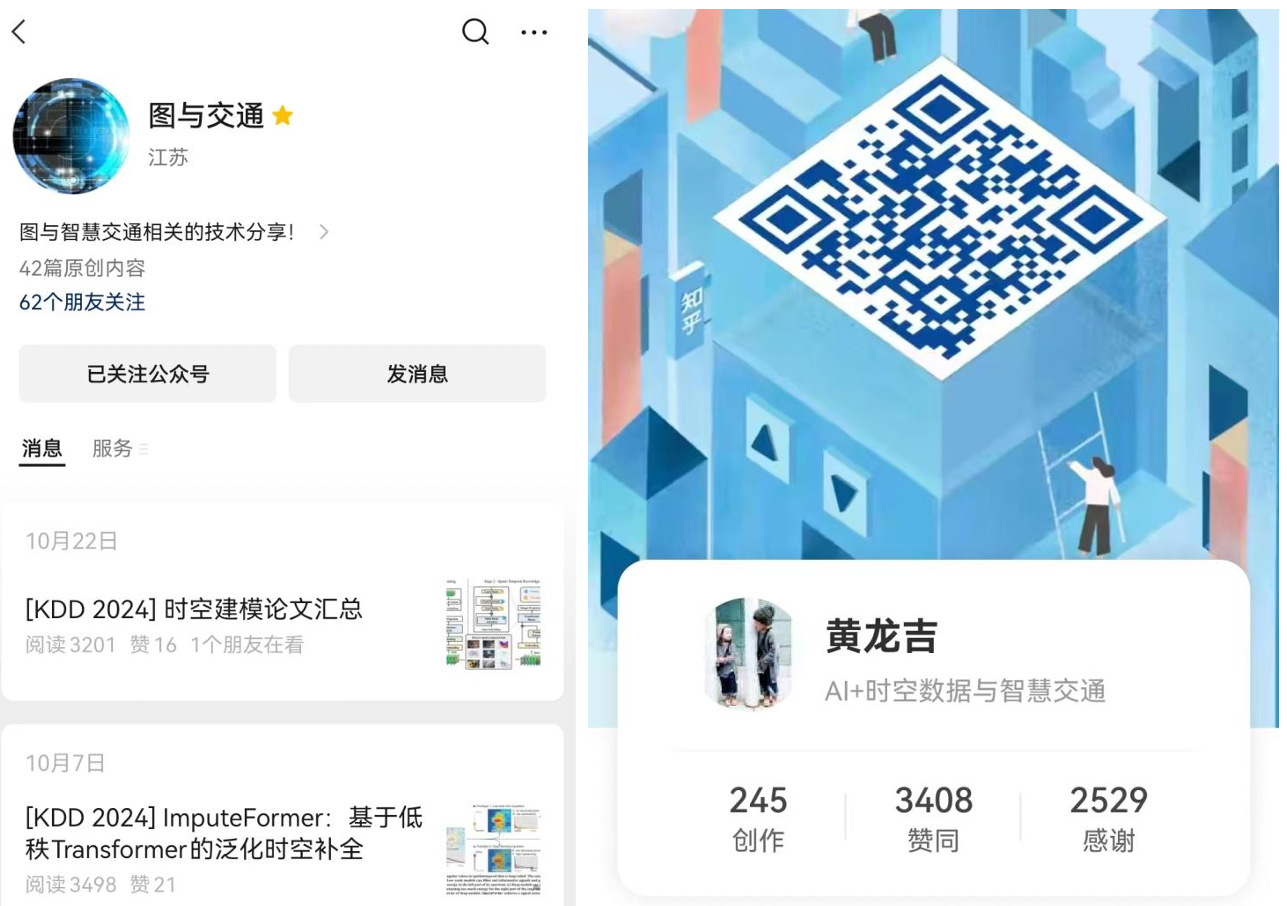 图与交通
江苏
图与智慧交通相关的技术分享!
42篇原创内容
62个朋友关注
已关注公众号
发消息
消息
服务
10月22日
[KDD 2024] 时空建模论文汇总
阅读3201 赞16 1个朋友在看
10月7日
[KDD 2024] ImputeFormer：基于低
秩Transformer的泛化时空补全
阅读3498 赞21
知乎
黄龙吉
AI+时空数据与智慧交通
245
创作
3408
赞同
2529
感谢